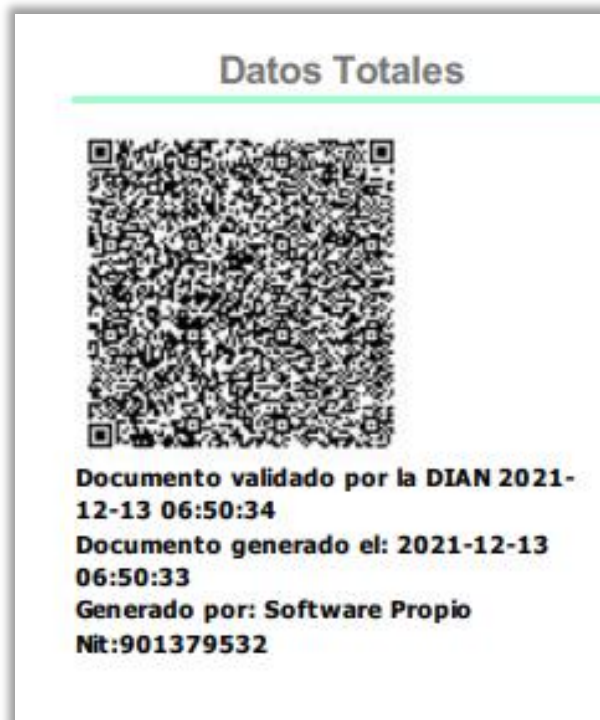 Datos Totales
Documento validado por la DIAN 2021-
12-13 06:50:34
Documento generado el: 2021-12-13
06:50:33
Generado por: Software Propio
Nit:901379532